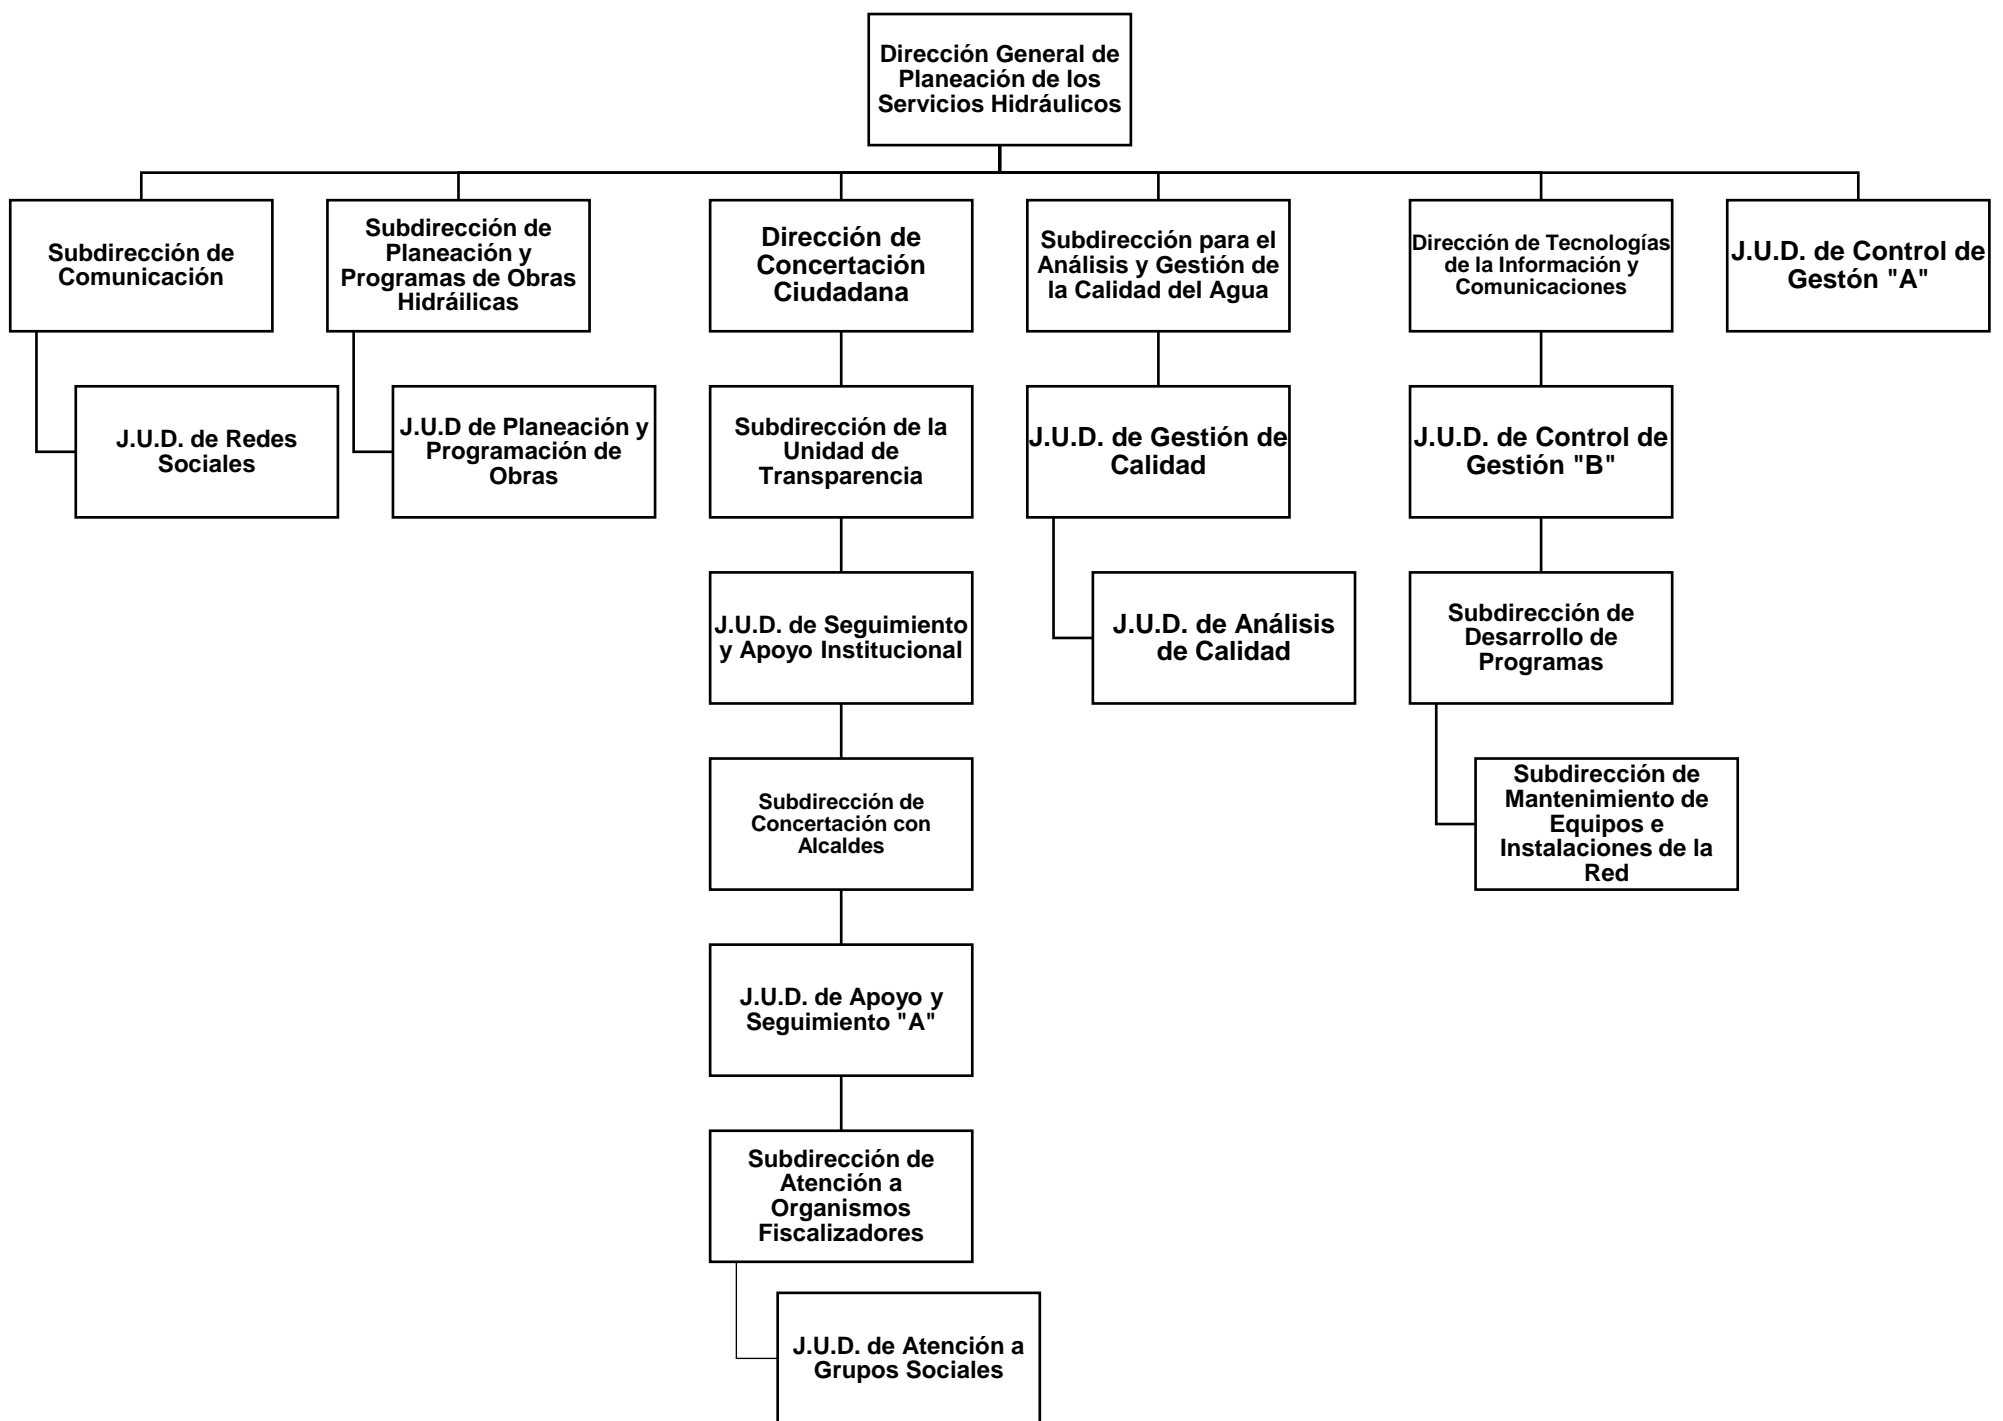 Dirección General de
Planeación de los
Servicios Hidráulicos
Subdirección de
Comunicación
Subdirección de
Planeación y
Programas de Obras
Hidráilicas
Dirección de
Concertación
Ciudadana
Subdirección para el
Análisis y Gestión de
la Calidad del Agua
Dirección de Tecnologías
de la Información y
Comunicaciones
J.U.D. de Control de
Gestón "A"
J.U.D. de Redes
Sociales
J.U.D de Planeación y
Programación de
Obras
Subdirección de la
Unidad de
Transparencia
J.U.D. de Gestión de
Calidad
J.U.D. de Control de
Gestión "B"
J.U.D. de Seguimiento
y Apoyo Institucional
J.U.D. de Análisis
de Calidad
Subdirección de
Desarrollo de
Programas
Subdirección de
Concertación con
Alcaldes
Subdirección de
Mantenimiento de
Equipos e
Instalaciones de la
Red
J.U.D. de Apoyo y
Seguimiento "A"
Subdirección de
Atención a
Organismos
Fiscalizadores
J.U.D. de Atención a
Grupos Sociales